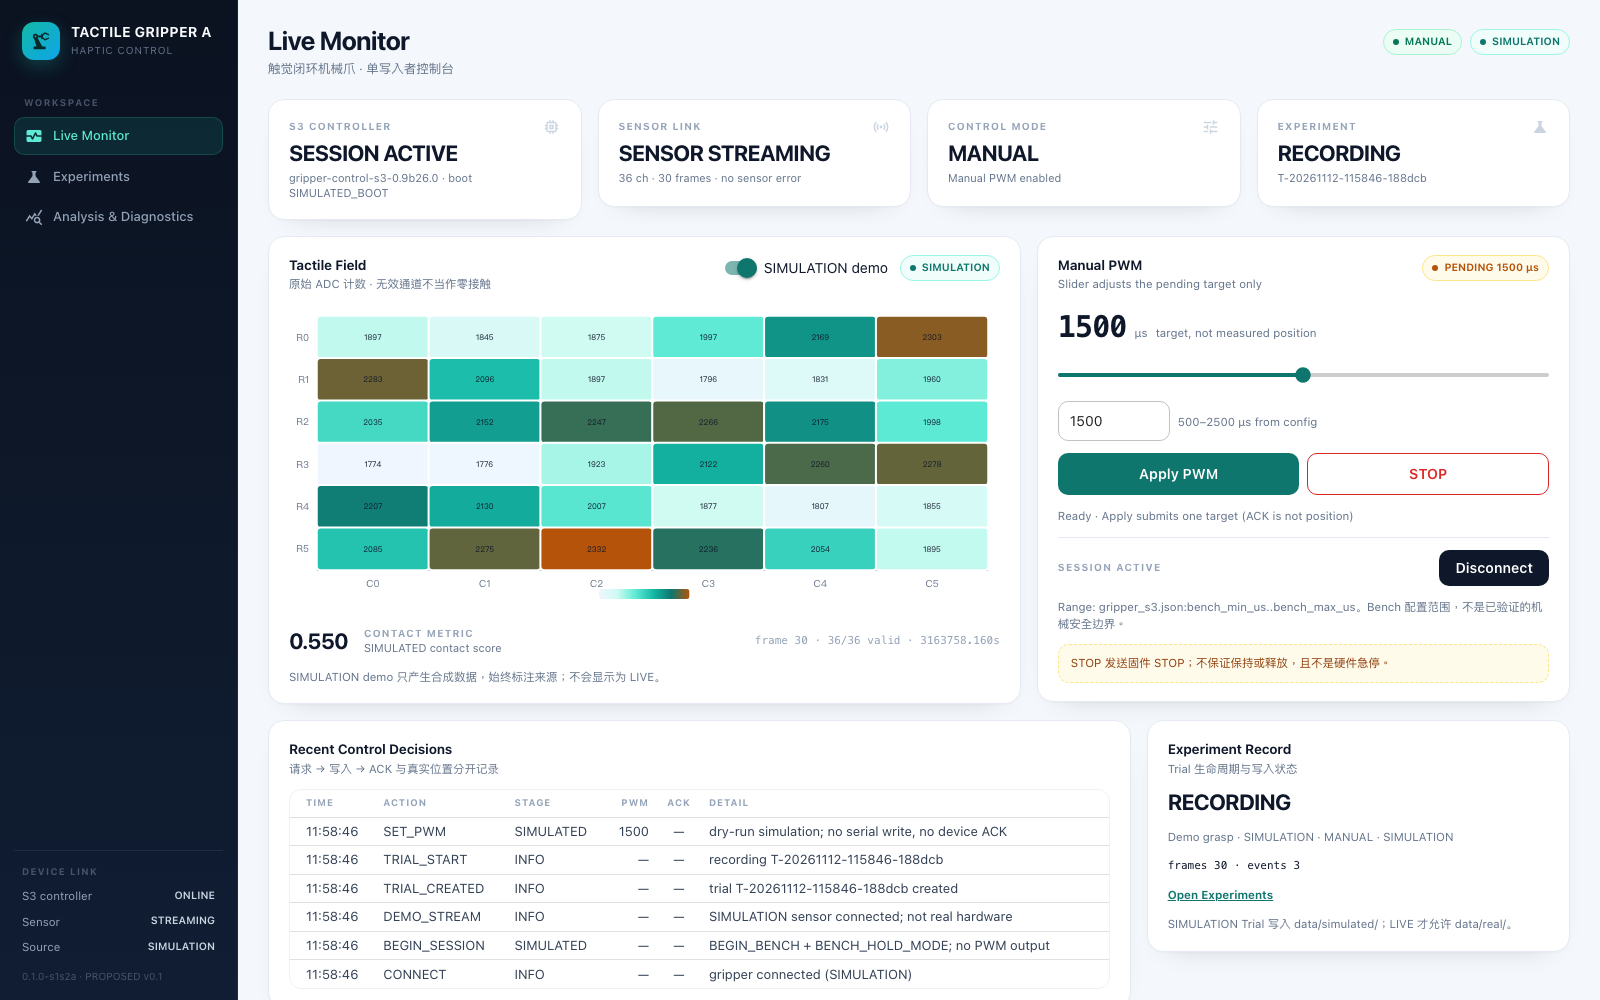 TACTILE GRIPPER A
HAPTIC CONTROL
WORKSPACE
Live Monitor
Experiments
Analysis & Diagnostics
DEVICE LINK
S3 controller ONLINE
Sensor STREAMING
Source SIMULATION
0.1.0-s1s2a · PROPOSED v0.1
Live Monitor
触觉闭环机械爪 · 单写入者控制台
MANUAL
SIMULATION
S3 CONTROLLER
SESSION ACTIVE
gripper-control-s3-0.9b26.0 · boot
SIMULATED_BOOT
SENSOR LINK
SENSOR STREAMING
36 ch · 30 frames · no sensor error
CONTROL MODE
MANUAL
Manual PWM enabled
EXPERIMENT
RECORDING
T-20261112-115846-188dcb
Tactile Field
原始 ADC 计数 · 无效通道不当作零接触
SIMULATION demo
SIMULATION
R0 1897 1845 1875 1997 2169 2303
R1 2283 2096 1897 1796 1831 1960
R2 2035 2152 2247 2266 2175 1998
R3 1774 1776 1923 2122 2260 2278
R4 2207 2130 2007 1877 1807 1855
R5 2085 2275 2332 2236 2054 1895
C0 C1 C2 C3 C4 C5
0.550
CONTACT METRIC
SIMULATED contact score
frame 30 · 36/36 valid · 3163758.160s
SIMULATION demo 只产生合成数据，始终标注来源；不会显示为 LIVE。
Manual PWM
Slider adjusts the pending target only
PENDING 1500 µs
1500 µs target, not measured position
1500
500–2500 µs from config
Apply PWM
STOP
Ready · Apply submits one target (ACK is not position)
SESSION ACTIVE
Disconnect
Range: gripper_s3.json:bench_min_us..bench_max_us。Bench 配置范围，不是已验证的机
械安全边界。
STOP 发送固件 STOP；不保证保持或释放，且不是硬件急停。
Recent Control Decisions
请求 → 写入 → ACK 与真实位置分开记录
TIME ACTION STAGE PWM ACK DETAIL
11:58:46 SET_PWM SIMULATED 1500 — dry-run simulation; no serial write, no device ACK
11:58:46 TRIAL_START INFO — — recording T-20261112-115846-188dcb
11:58:46 TRIAL_CREATED INFO — — trial T-20261112-115846-188dcb created
11:58:46 DEMO_STREAM INFO — — SIMULATION sensor connected; not real hardware
11:58:46 BEGIN_SESSION SIMULATED — — BEGIN_BENCH + BENCH_HOLD_MODE; no PWM output
11:58:46 CONNECT INFO — — gripper connected (SIMULATION)
Experiment Record
Trial 生命周期与写入状态
RECORDING
Demo grasp · SIMULATION · MANUAL · SIMULATION
frames 30 · events 3
Open Experiments
SIMULATION Trial 写入 data/simulated/；LIVE 才允许 data/real/。